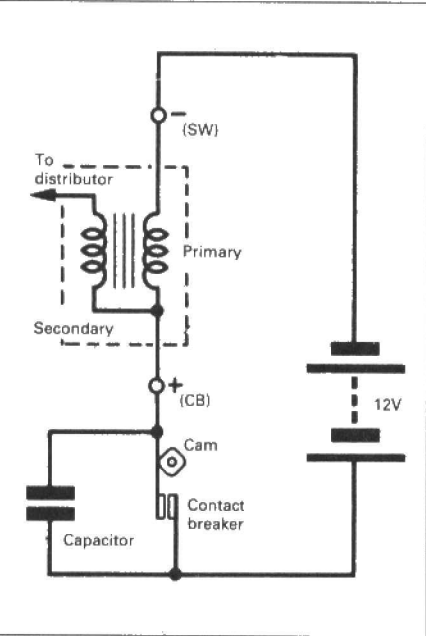 −
(SW)
To
distributor
Primary
Secondary
+
(CB)
12V
Cam
Contact
breaker
Capacitor